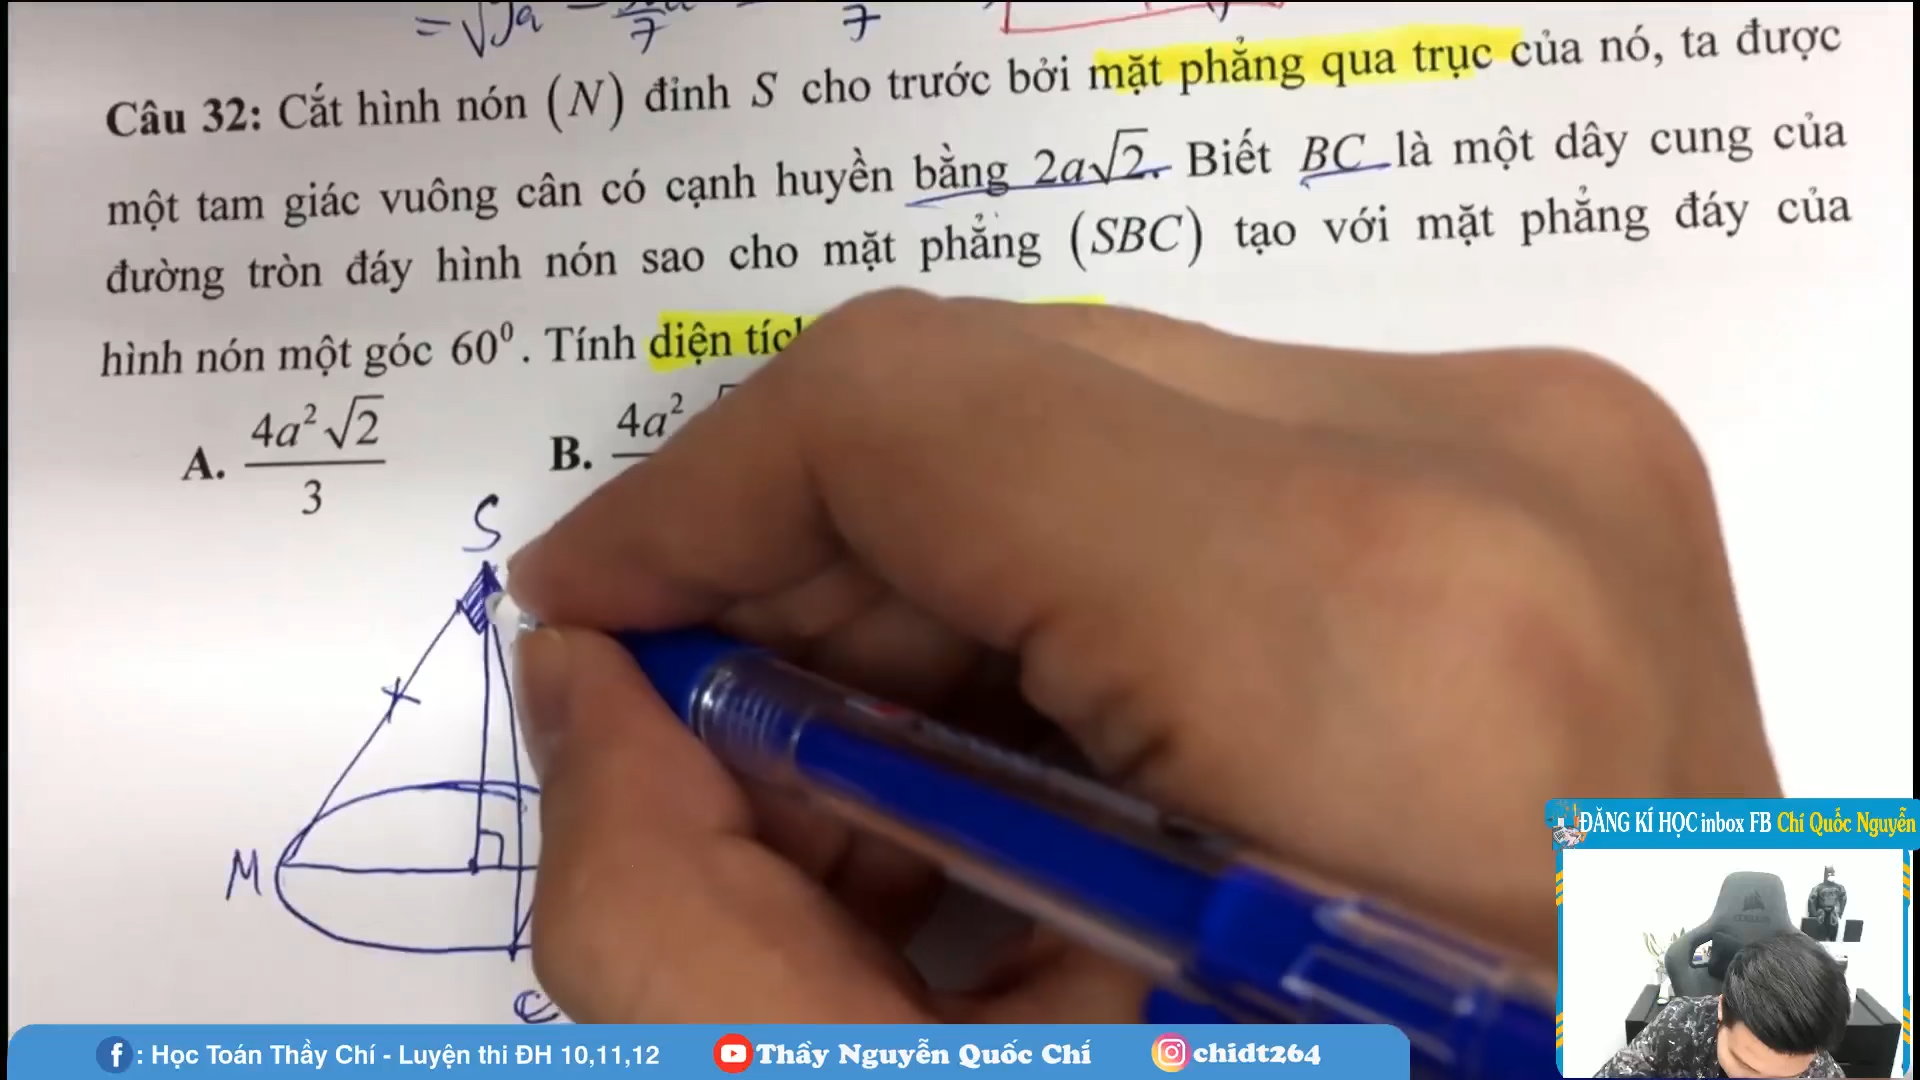 = √
7
7
Câu 32: Cắt hình nón (N) đỉnh S cho trước bởi mặt phẳng qua trục của nó, ta được
một tam giác vuông cân có cạnh huyền bằng 2a√2. Biết BC là một dây cung của
đường tròn đáy hình nón sao cho mặt phẳng (SBC) tạo với mặt phẳng đáy của
hình nón một góc 60⁰. Tính diện
A. 4a²√2/3
B. 4a²
S
M
C
ĐĂNG KÍ HỌC inbox FB Chí Quốc Nguyễn
f : Học Toán Thầy Chí - Luyện thi ĐH 10,11,12
Thầy Nguyễn Quốc Chí
chidt264